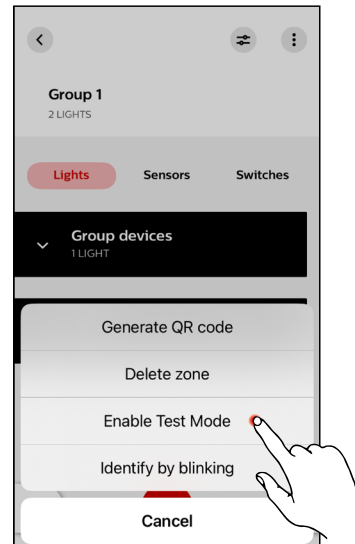 Group 1
2 LIGHTS
Lights Sensors Switches
Group devices
1 LIGHT
Generate QR code
Delete zone
Enable Test Mode
Identify by blinking
Cancel